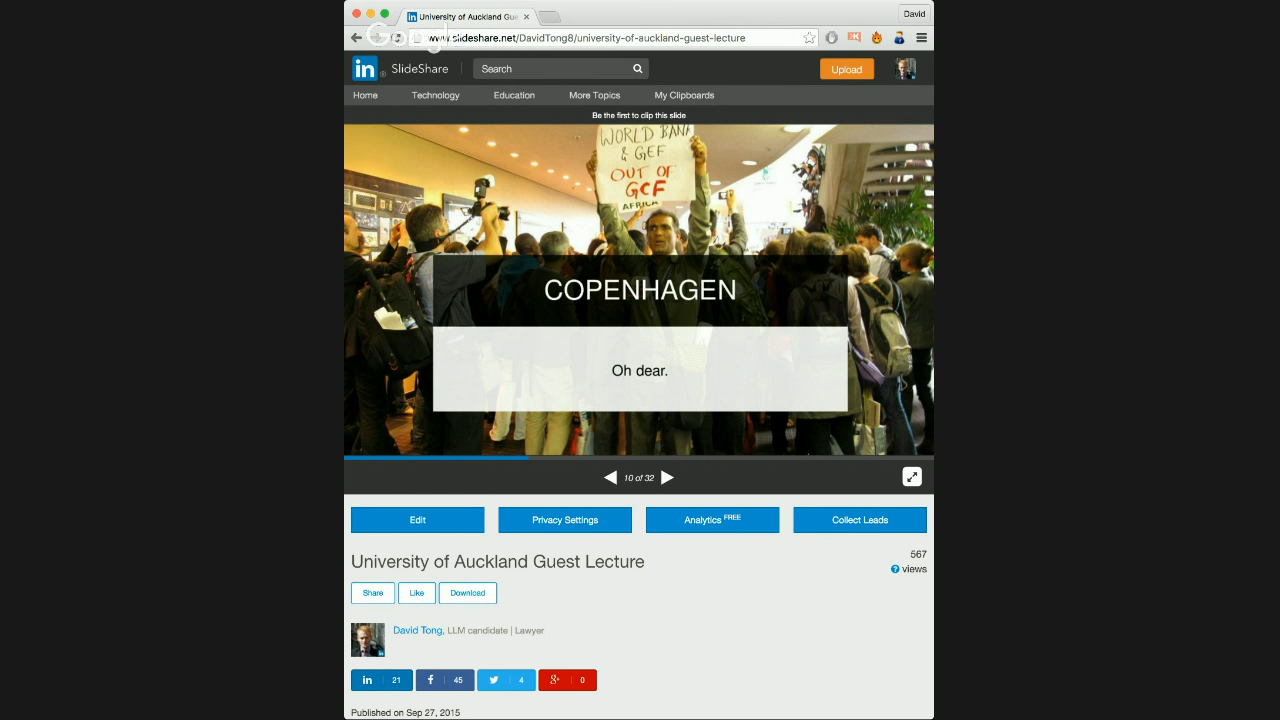 University of Auckland Gue
David
www.slideshare.net/DavidTong8/university-of-auckland-guest-lecture
in SlideShare
Search
Upload
Home
Technology
Education
More Topics
My Clipboards
Be the first to clip this slide
WORLD BANK
& GEF
OUT OF
GCF
AFRICA
COPENHAGEN
Oh dear.
10 of 32
Edit
Privacy Settings
Analytics FREE
Collect Leads
University of Auckland Guest Lecture
567
views
Share
Like
Download
David Tong, LLM candidate | Lawyer
in 21
f 45
4
g+ 0
Published on Sep 27, 2015